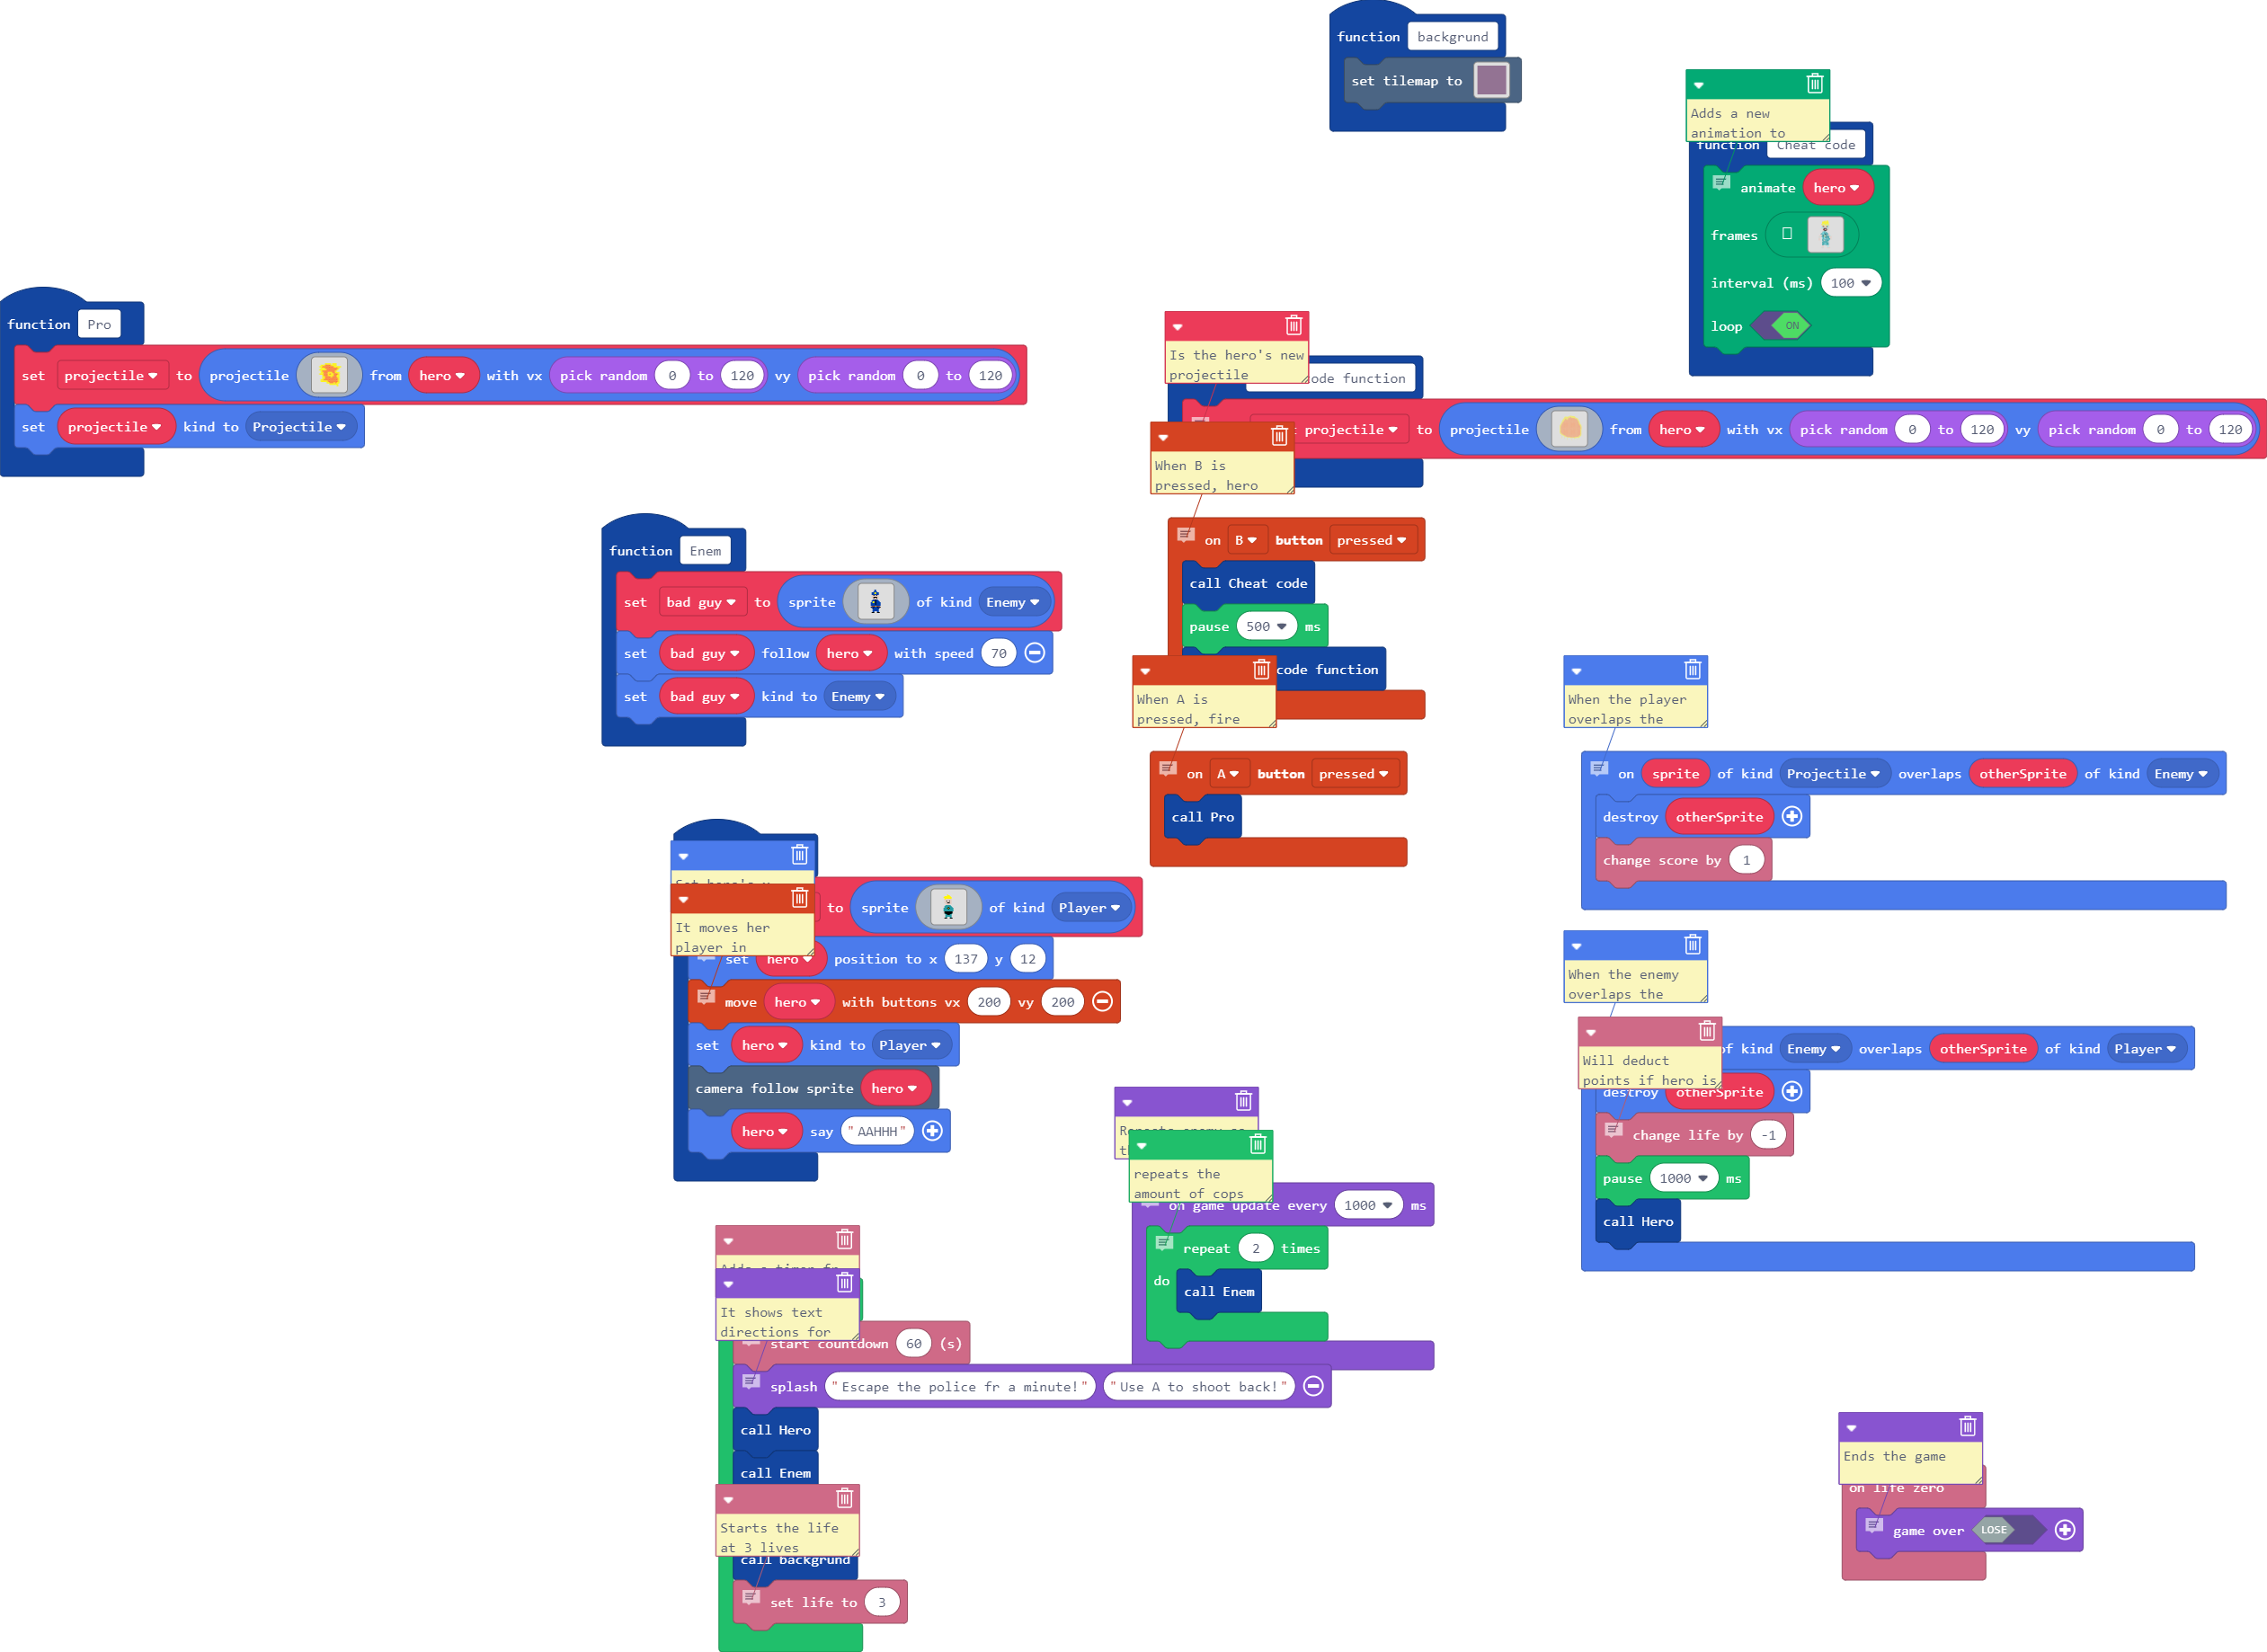 function backgrund
set tilemap to
Adds a new
animation to
function Cheat code
animate hero
frames
interval (ms) 100
loop ON
function Pro
set projectile to projectile from hero with vx pick random 0 to 120 vy pick random 0 to 120
set projectile kind to Projectile
Is the hero's new
projectile
code function
projectile to projectile from hero with vx pick random 0 to 120 vy pick random 0 to 120
When B is
pressed, hero
on B button pressed
call Cheat code
pause 500 ms
code function
function Enem
set bad guy to sprite of kind Enemy
set bad guy follow hero with speed 70
set bad guy kind to Enemy
When A is
pressed, fire
on A button pressed
call Pro
When the player
overlaps the
on sprite of kind Projectile overlaps otherSprite of kind Enemy
destroy otherSprite
change score by 1
Set hero's
It moves her
player in
to sprite of kind Player
set hero position to x 137 y 12
move hero with buttons vx 200 vy 200
set hero kind to Player
camera follow sprite hero
hero say "AAHHH"
When the enemy
overlaps the
Will deduct
points if hero is
of kind Enemy overlaps otherSprite of kind Player
destroy otherSprite
change life by -1
pause 1000 ms
call Hero
repeats the
amount of cops
on game update every 1000 ms
repeat 2 times
do call Enem
Adds a timer fr
It shows text
directions for
start countdown 60 (s)
splash "Escape the police fr a minute!" "Use A to shoot back!"
call Hero
call Enem
Starts the life
at 3 lives
call backgrund
set life to 3
Ends the game
on life zero
game over LOSE